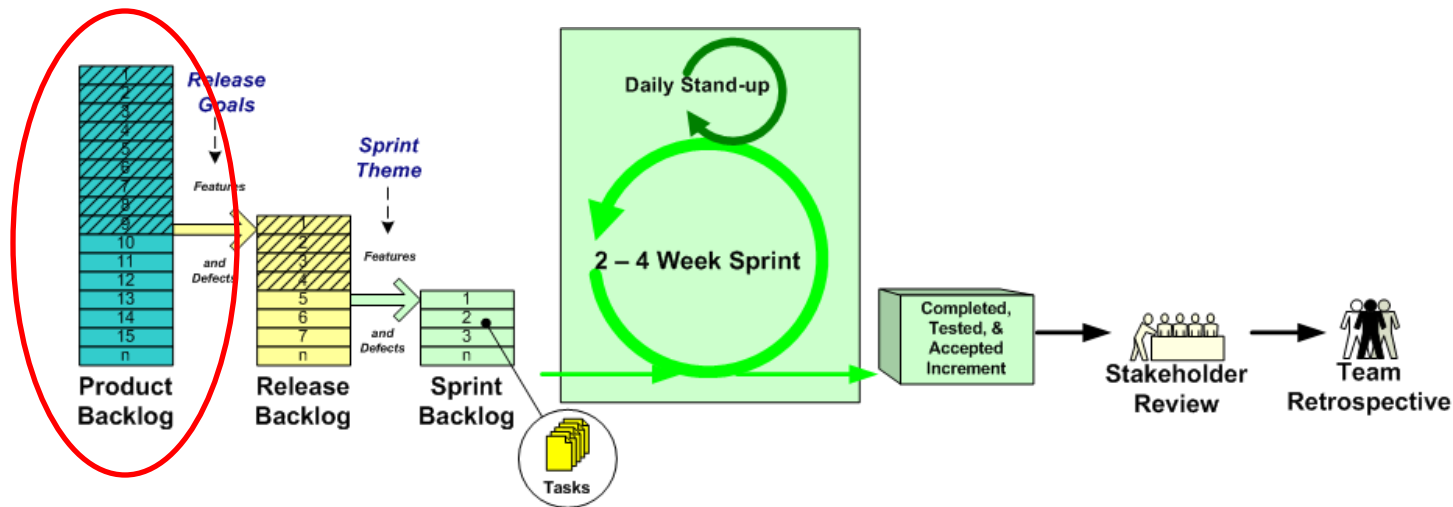 1
2
3
4
5
6
7
8
9
10
11
12
13
14
15
n
Product
Backlog
Release
Goals
Features
and
Defects
1
2
3
4
5
6
7
n
Release
Backlog
Sprint
Theme
Features
and
Defects
1
2
3
n
Sprint
Backlog
Tasks
Daily Stand-up
2 – 4 Week Sprint
Completed,
Tested, &
Accepted
Increment
Stakeholder
Review
Team
Retrospective